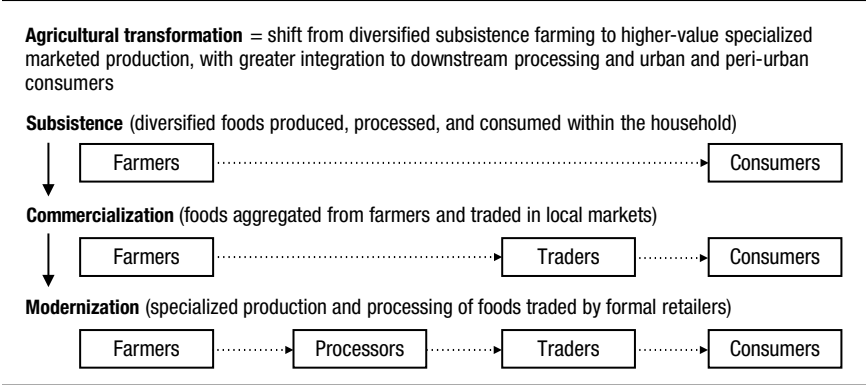 Agricultural transformation = shift from diversified subsistence farming to higher-value specialized
marketed production, with greater integration to downstream processing and urban and peri-urban
consumers
Subsistence (diversified foods produced, processed, and consumed within the household)
Farmers Consumers
Commercialization (foods aggregated from farmers and traded in local markets)
Farmers Traders Consumers
Modernization (specialized production and processing of foods traded by formal retailers)
Farmers Processors Traders Consumers